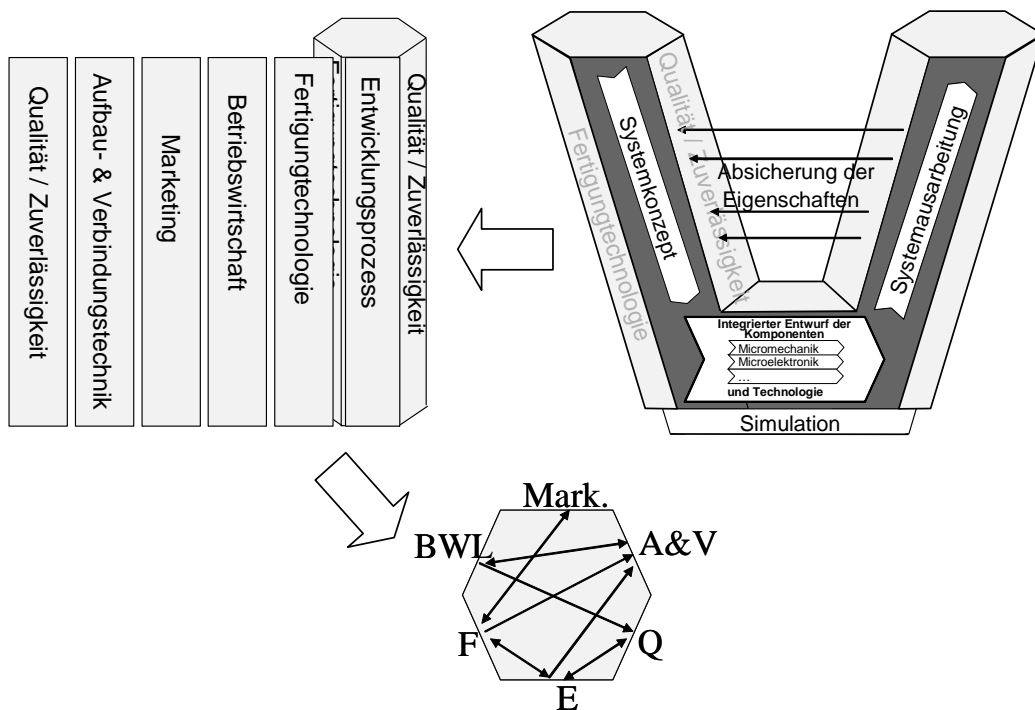 Qualität / Zuverlässigkeit
Aufbau- & Verbindungstechnik
Marketing
Betriebswirtschaft
Fertigungtechnologie
Fertigungtechnologie
Entwicklungsprozess
Qualität / Zuverlässigkeit
Fertigungtechnologie
Systemkonzept
Qualität / Zuverlässigkeit
Absicherung der
Eigenschaften
Systemausarbeitung
Integrierter Entwurf der
Komponenten
Micromechanik
Microelektronik
...
und Technologie
Simulation
Mark.
BWL
A&V
F
Q
E